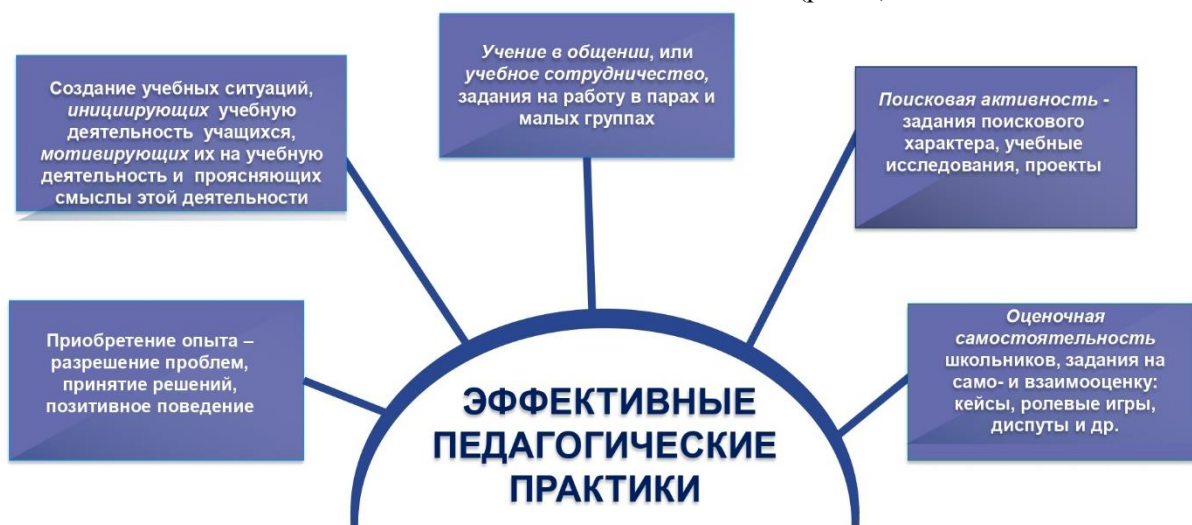 Учение в общении, или
учебное сотрудничество,
задания на работу в парах и
малых группах
Создание учебных ситуаций,
инициирующих учебную
деятельность учащихся,
мотивирующих их на учебную
деятельность и проясняющих
смыслы этой деятельности
Поисковая активность -
задания поискового
характера, учебные
исследования, проекты
Приобретение опыта –
разрешение проблем,
принятие решений,
позитивное поведение
Оценочная
самостоятельность
школьников, задания на
само- и взаимооценку:
кейсы, ролевые игры,
диспуты и др.
ЭФФЕКТИВНЫЕ
ПЕДАГОГИЧЕСКИЕ
ПРАКТИКИ